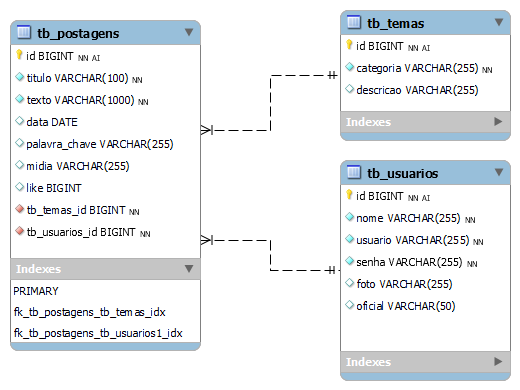 tb_postagens
id BIGINT NN AI
titulo VARCHAR(100) NN
texto VARCHAR(1000) NN
data DATE
palavra_chave VARCHAR(255)
midia VARCHAR(255)
like BIGINT
tb_temas_id BIGINT NN
tb_usuarios_id BIGINT NN
Indexes
PRIMARY
fk_tb_postagens_tb_temas_idx
fk_tb_postagens_tb_usuarios1_idx
tb_temas
id BIGINT NN AI
categoria VARCHAR(255) NN
descricao VARCHAR(255)
Indexes
tb_usuarios
id BIGINT NN AI
nome VARCHAR(255) NN
usuario VARCHAR(255) NN
senha VARCHAR(255) NN
foto VARCHAR(255)
oficial VARCHAR(50)
Indexes